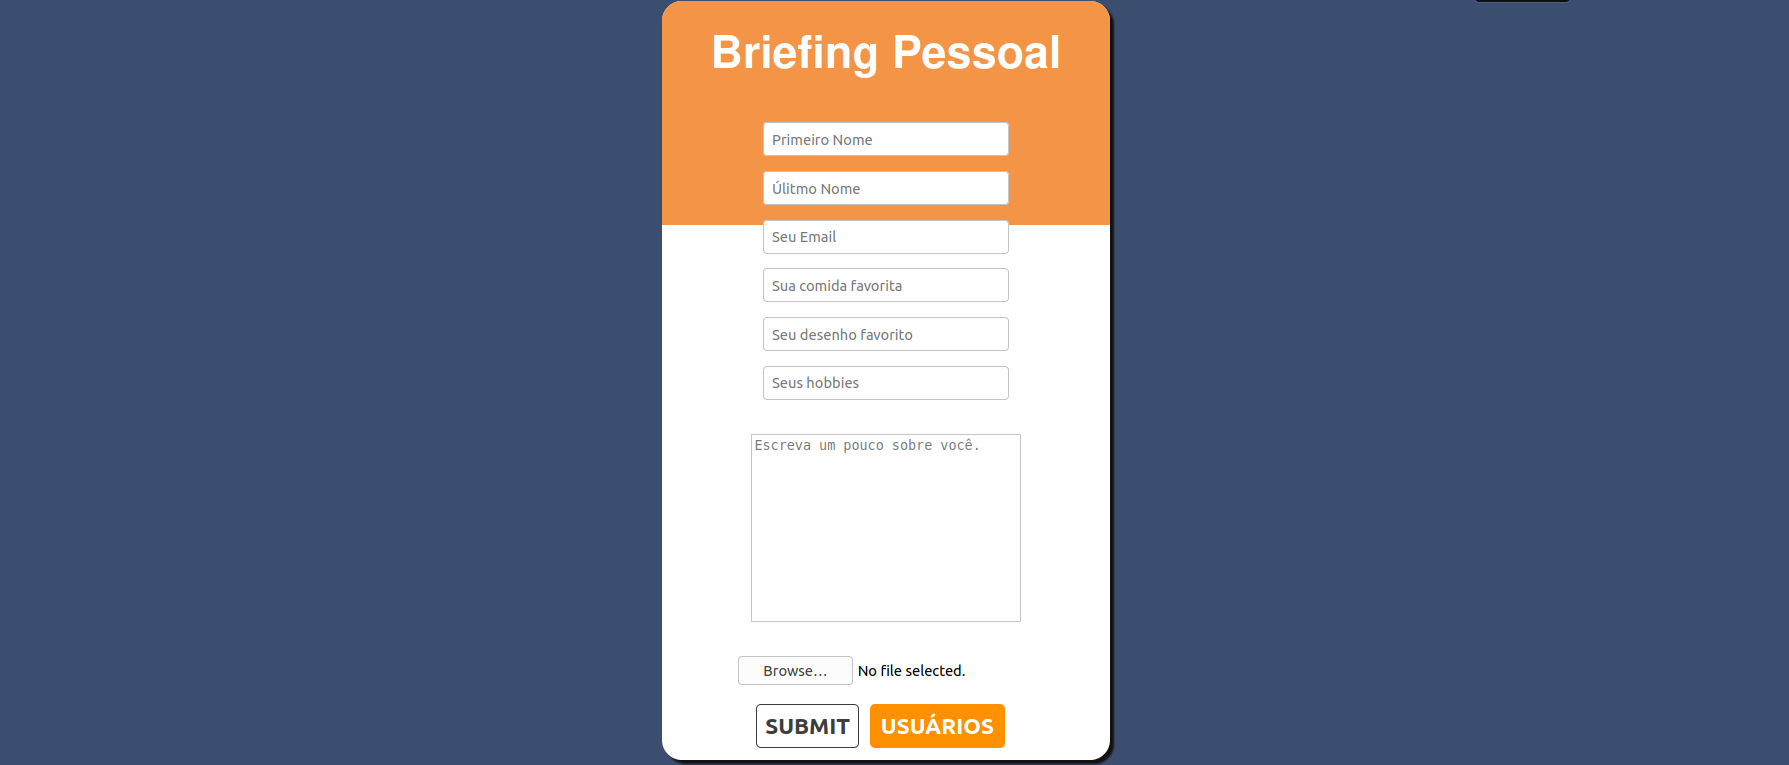 Briefing Pessoal
Primeiro Nome
Úlitmo Nome
Seu Email
Sua comida favorita
Seu desenho favorito
Seus hobbies
Escreva um pouco sobre você.
Browse... No file selected.
SUBMIT USUÁRIOS